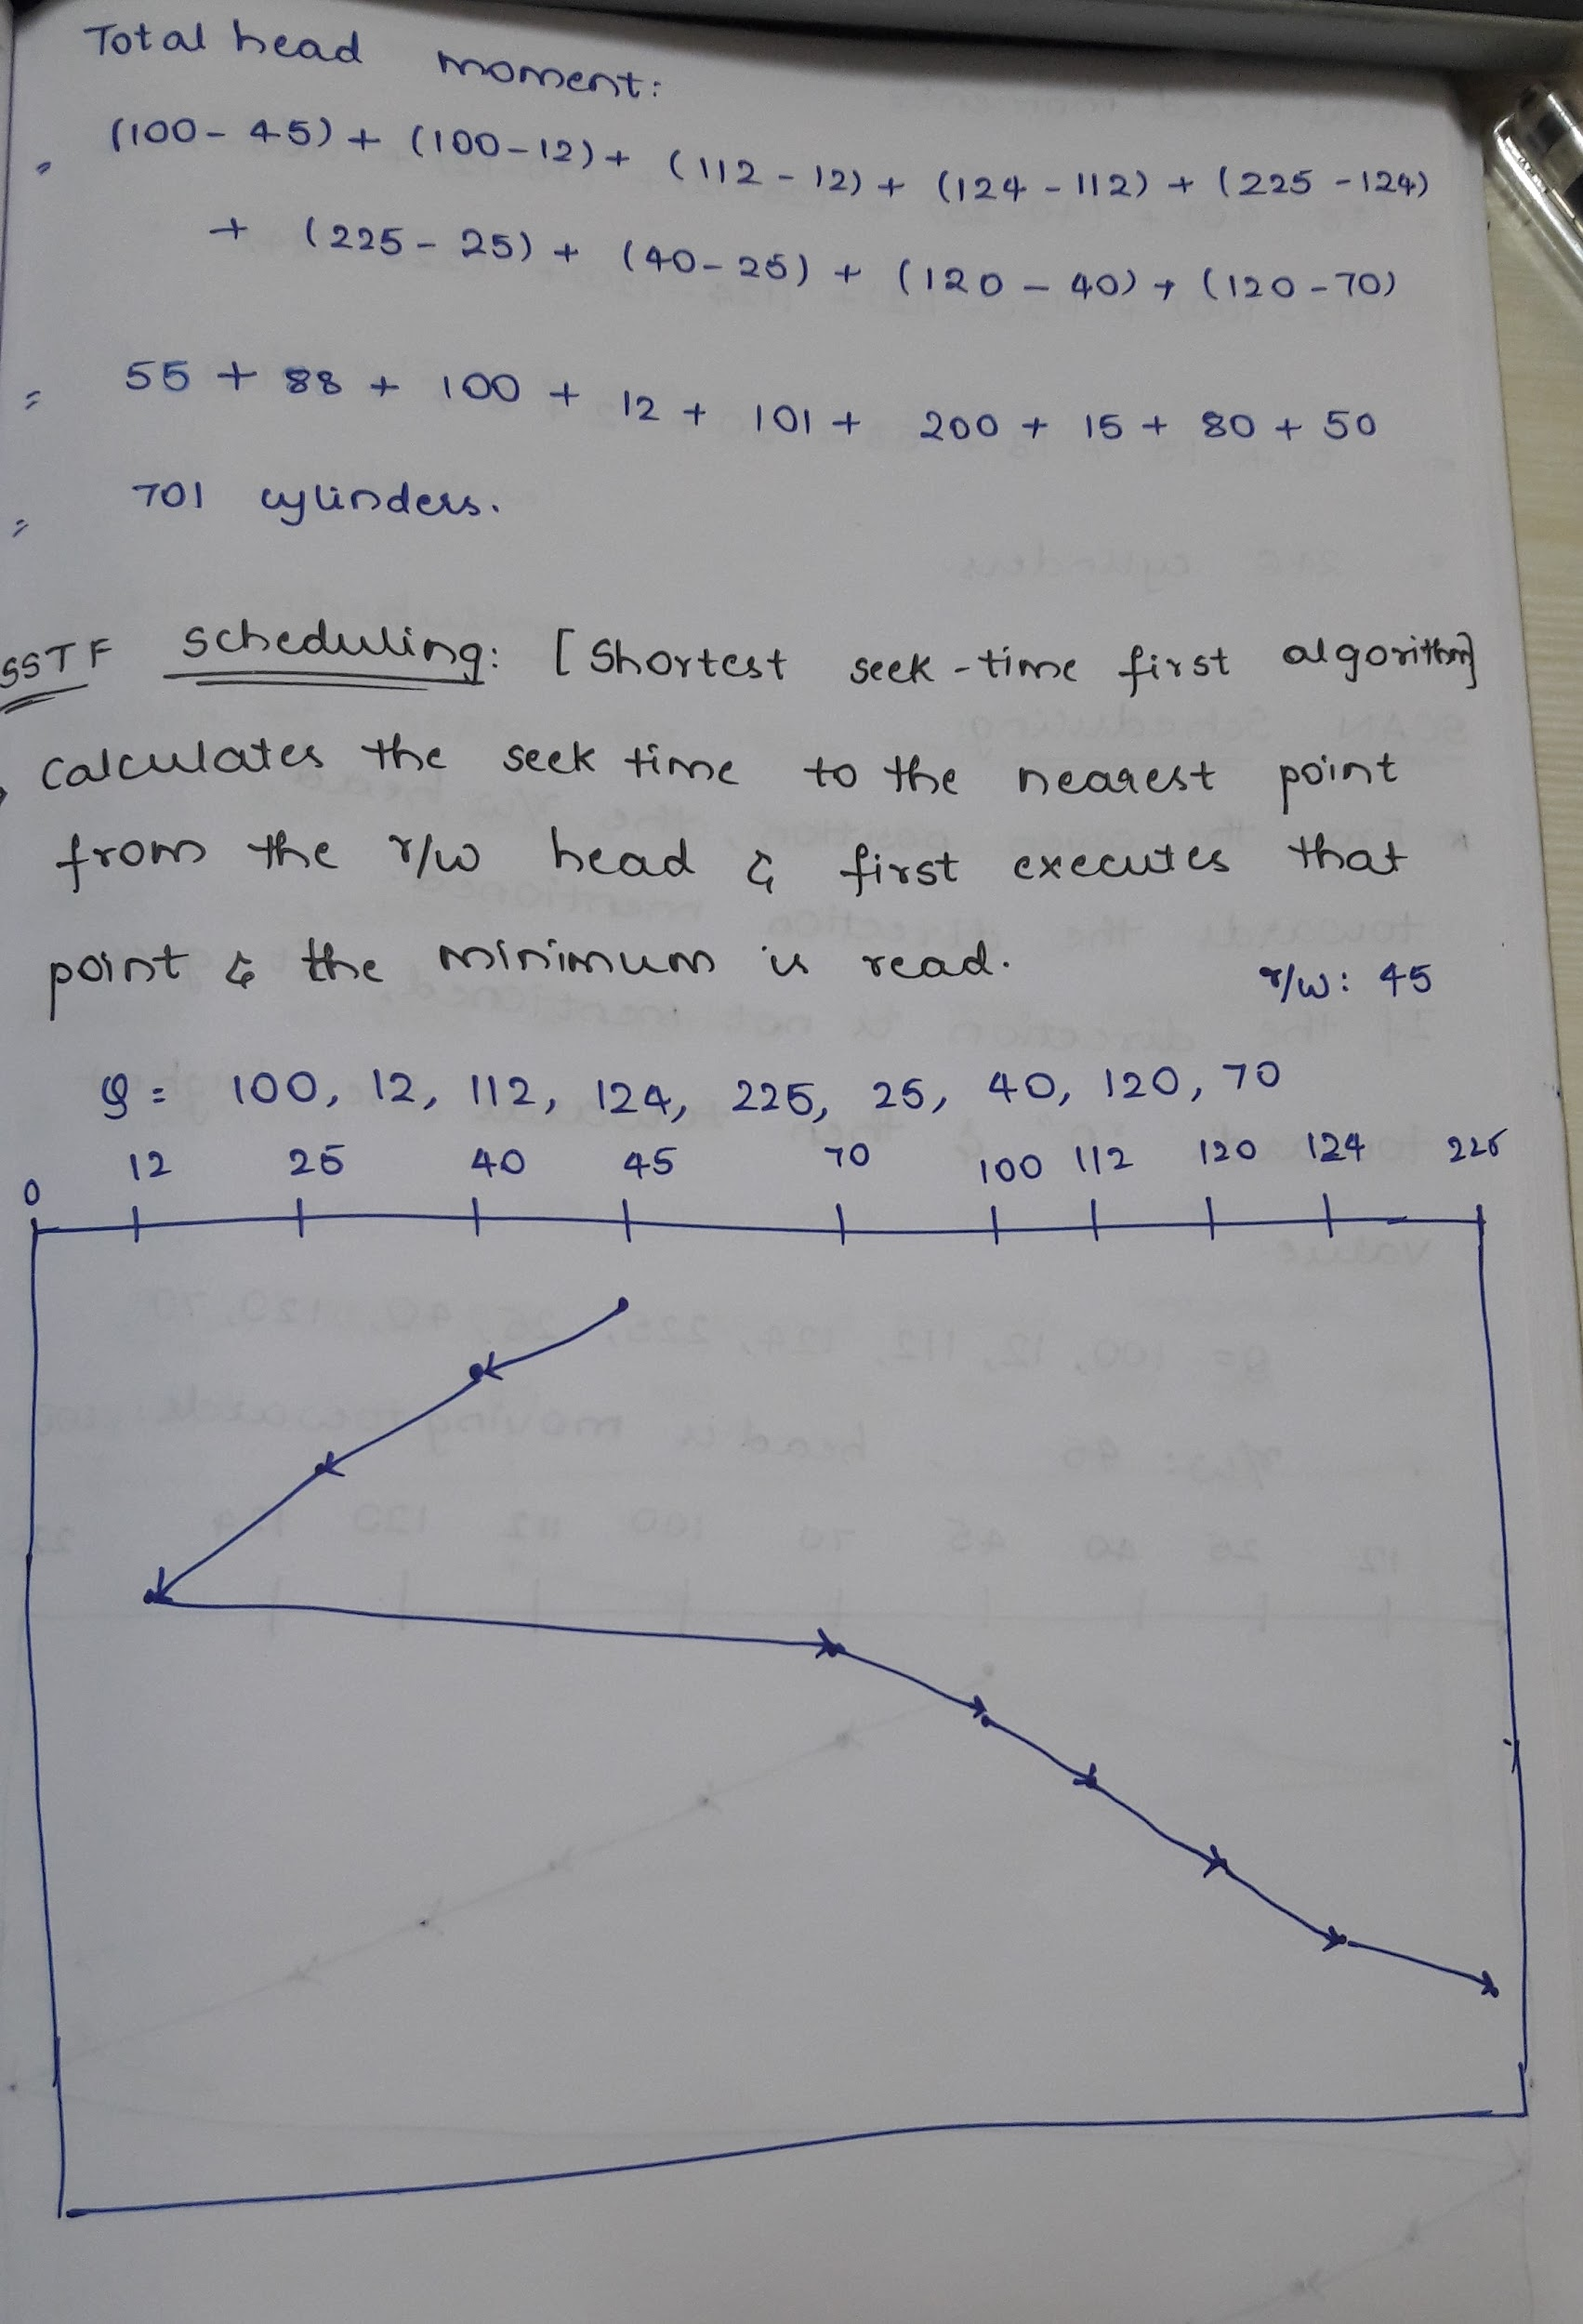 Total head moment:
= (100 - 45) + (100 - 12) + (112 - 12) + (124 - 112) + (225 - 124)
+ (225 - 25) + (40 - 25) + (120 - 40) + (120 - 70)
= 55 + 88 + 100 + 12 + 101 + 200 + 15 + 80 + 50
= 701 cylinders.
SSTF Scheduling: [Shortest seek-time first algorithm]
Calculates the seek time to the nearest point
from the r/w head & first executes that
point & the minimum is read.
r/w: 45
Q = 100, 12, 112, 124, 225, 25, 40, 120, 70
0 12 25 40 45 70 100 112 120 124 225